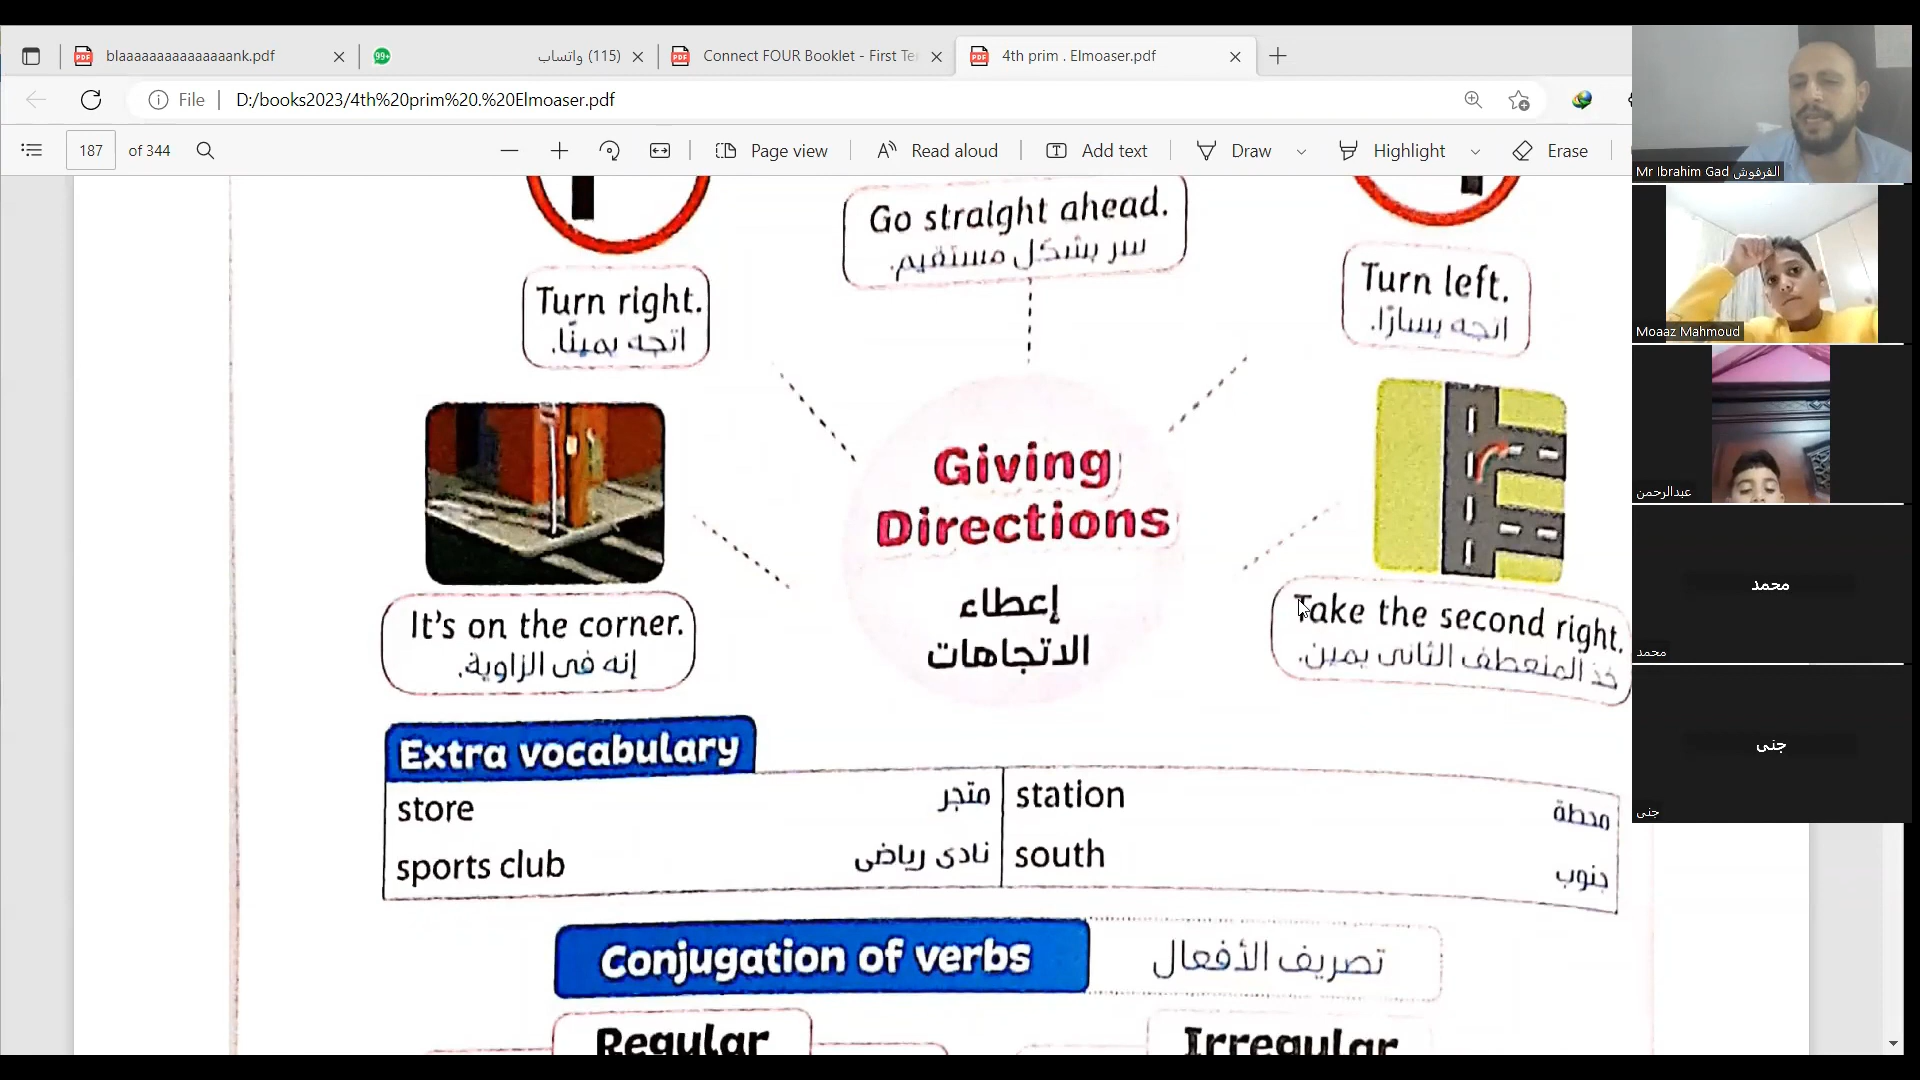 blaaaaaaaaaaaaaaaank.pdf
99+
(115) واتساب
Connect FOUR Booklet - First Te
4th prim . Elmoaser.pdf
File
D:/books2023/4th%20prim%20.%20Elmoaser.pdf
187 of 344
Page view
Read aloud
Add text
Draw
Highlight
Erase
Go straight ahead.
سر بشكل مستقيم.
Turn right.
اتجه يمينًا.
Turn left.
اتجه يسارًا.
Giving
Directions
إعطاء
الاتجاهات
It's on the corner.
إنه فى الزاوية.
Take the second right.
خذ المنعطف الثانى يمين.
Extra vocabulary
store متجر
station محطة
sports club نادى رياضى
south جنوب
Conjugation of verbs
تصريف الأفعال
Regular
Irregular
Mr Ibrahim Gad الفرفوش
Moaaz Mahmoud
عبدالرحمن
محمد
محمد
جنى
جنى